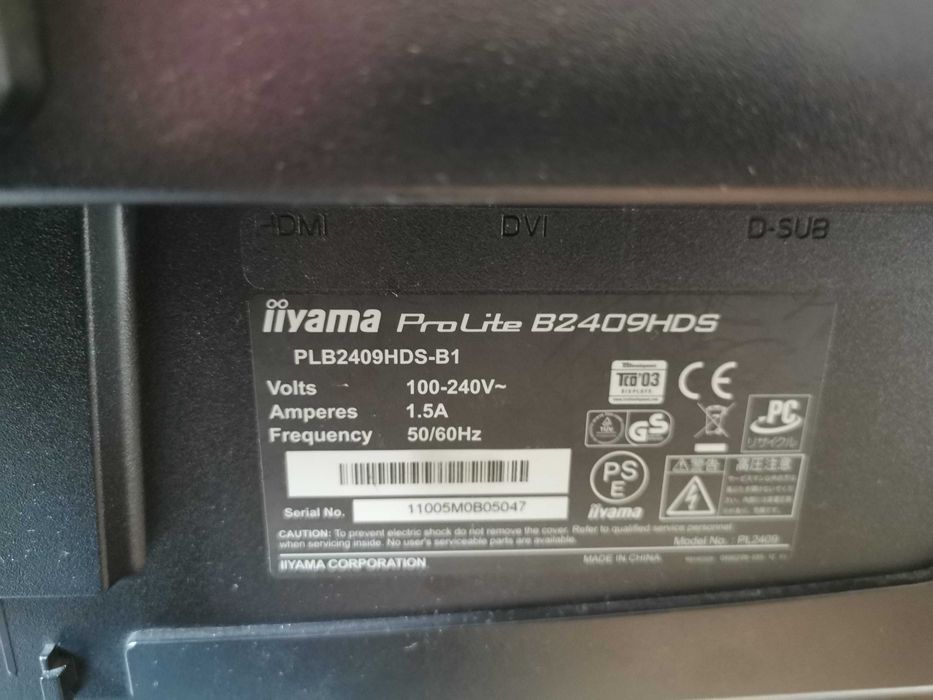 HDMI DVI D-SUB
iiyama ProLite B2409HDS
PLB2409HDS-B1
Volts 100-240V~
Amperes 1.5A
Frequency 50/60Hz
TCO'03
DISPLAYS
CE
TÜV GS
PC
リサイクル
PS
E
iiyama
警告 高圧注意
Serial No. 11005M0B05047
CAUTION: To prevent electric shock do not remove the cover. Refer to qualified service personnel
when servicing inside. No user's serviceable parts are available.
Model No. : PL2409
IIYAMA CORPORATION MADE IN CHINA